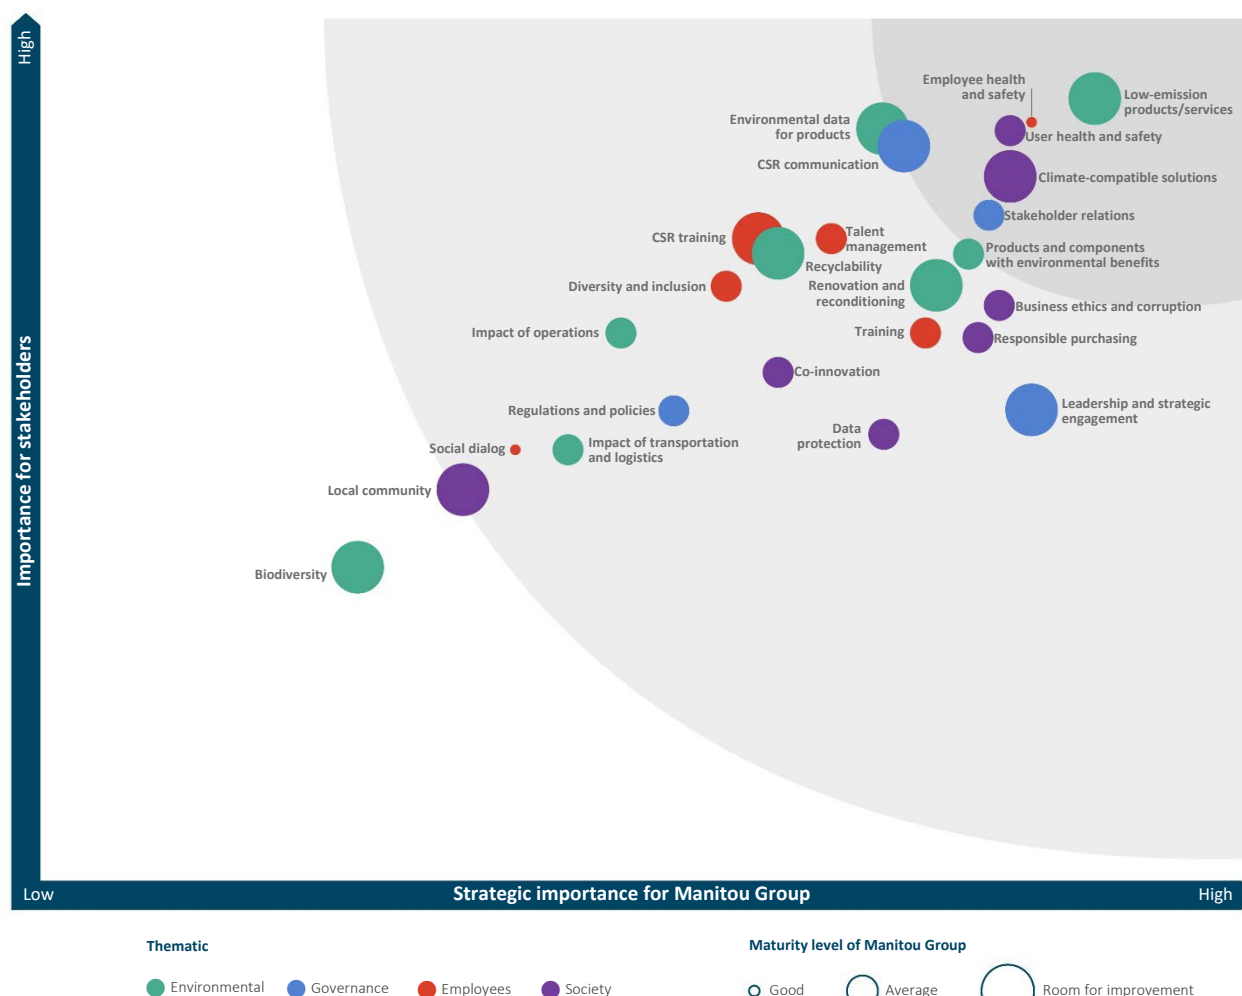 High
Importance for stakeholders
Employee health
and safety
Low-emission
products/services
Environmental data
for products
User health and safety
CSR communication
Climate-compatible solutions
Stakeholder relations
CSR training
Talent
management
Products and components
with environmental benefits
Recyclability
Diversity and inclusion
Renovation and
reconditioning
Business ethics and corruption
Impact of operations
Training
Responsible purchasing
Co-innovation
Regulations and policies
Leadership and strategic
engagement
Data
protection
Social dialog
Impact of transportation
and logistics
Local community
Biodiversity
Low
Strategic importance for Manitou Group
High
Thematic
Environmental
Governance
Employees
Society
Maturity level of Manitou Group
Good
Average
Room for improvement